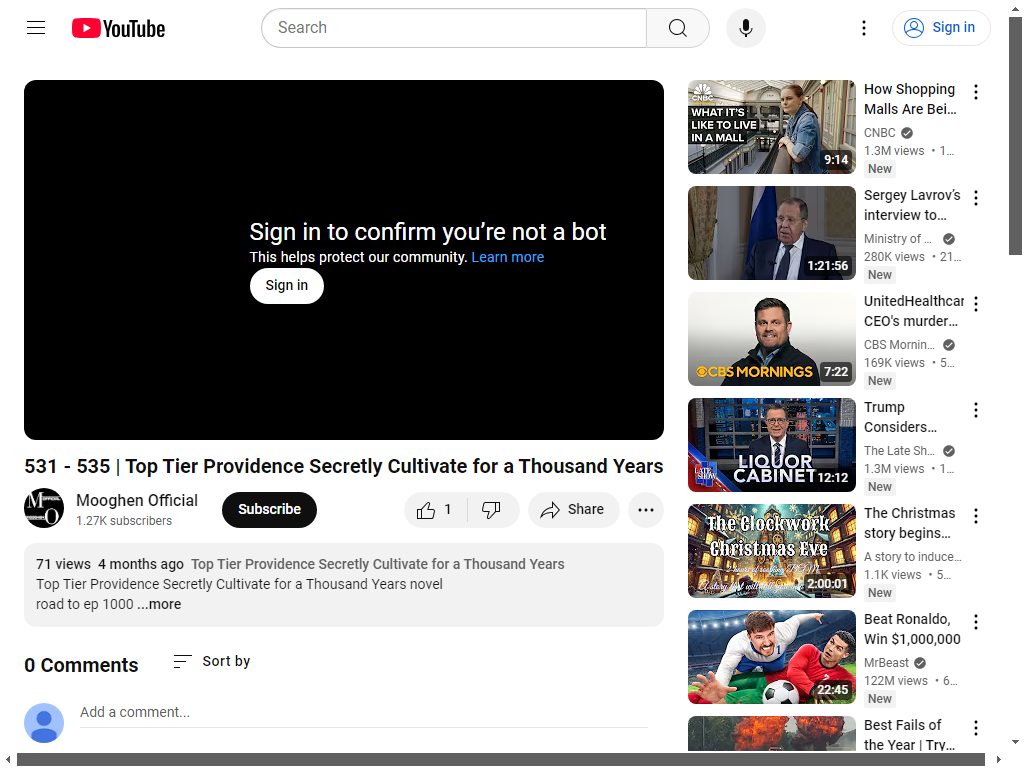 YouTube
Search
Sign in
Sign in to confirm you’re not a bot
This helps protect our community. Learn more
Sign in
531 - 535 | Top Tier Providence Secretly Cultivate for a Thousand Years
Mooghen Official
1.27K subscribers
Subscribe
1
Share
71 views 4 months ago Top Tier Providence Secretly Cultivate for a Thousand Years
Top Tier Providence Secretly Cultivate for a Thousand Years novel
road to ep 1000 ...more
0 Comments
Sort by
Add a comment...
CNBC
WHAT IT'S
LIKE TO LIVE
IN A MALL
9:14
How Shopping
Malls Are Bei...
CNBC
1.3M views • 1...
New
1:21:56
Sergey Lavrov’s
interview to...
Ministry of ...
280K views • 21...
New
CBS MORNINGS
7:22
UnitedHealthcar
CEO's murder...
CBS Mornin...
169K views • 5...
New
LATE SHOW
LIQUOR
CABINET
12:12
Trump
Considers...
The Late Sh...
1.3M views • 1...
New
The Clockwork
Christmas Eve
2:00:01
The Christmas
story begins...
A story to induce...
1.1K views • 5...
New
22:45
Beat Ronaldo,
Win $1,000,000
MrBeast
122M views • 6...
New
Best Fails of
the Year | Try...